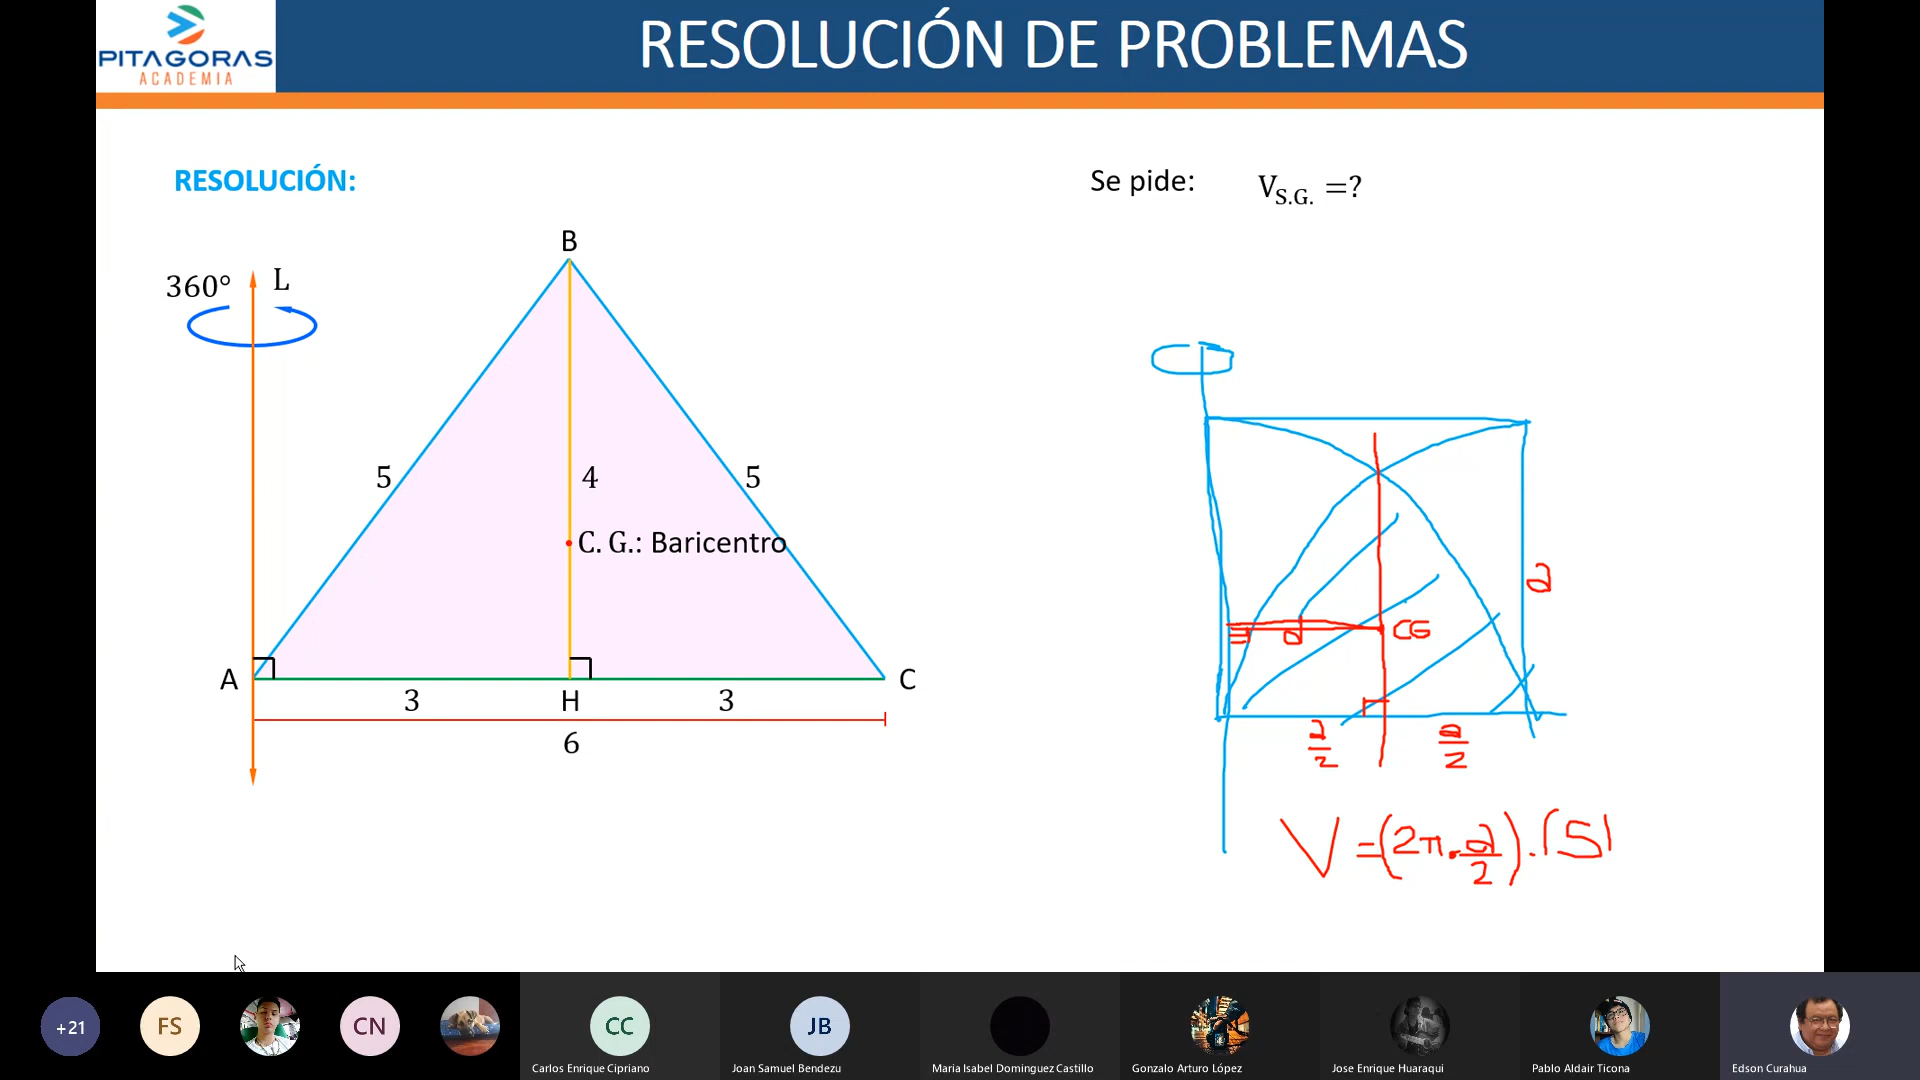 PITAGORAS
ACADEMIA
RESOLUCIÓN DE PROBLEMAS
RESOLUCIÓN:
Se pide: V_S.G. =?
360° L
B
5 4 5
C. G.: Baricentro
A C
3 H 3
6
a
a CG
a/2 a/2
V = (2π·a/2)·(S)
+21
FS
CN
CC
JB
Carlos Enrique Cipriano
Joan Samuel Bendezu
Maria Isabel Dominguez Castillo
Gonzalo Arturo López
Jose Enrique Huaraqui
Pablo Aldair Ticona
Edson Curahua